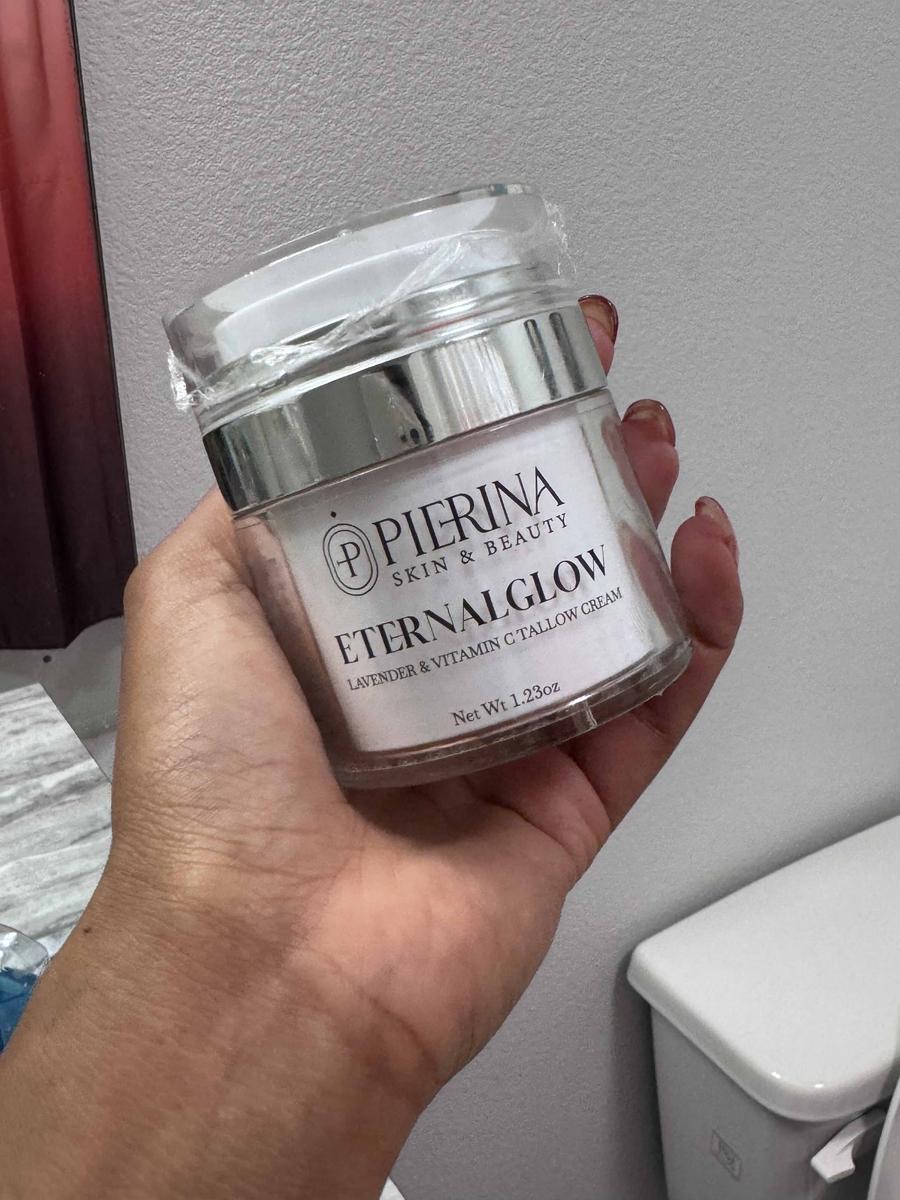 P
PIERINA
SKIN & BEAUTY
ETERNALGLOW
LAVENDER & VITAMIN C TALLOW CREAM
Net Wt 1.23oz